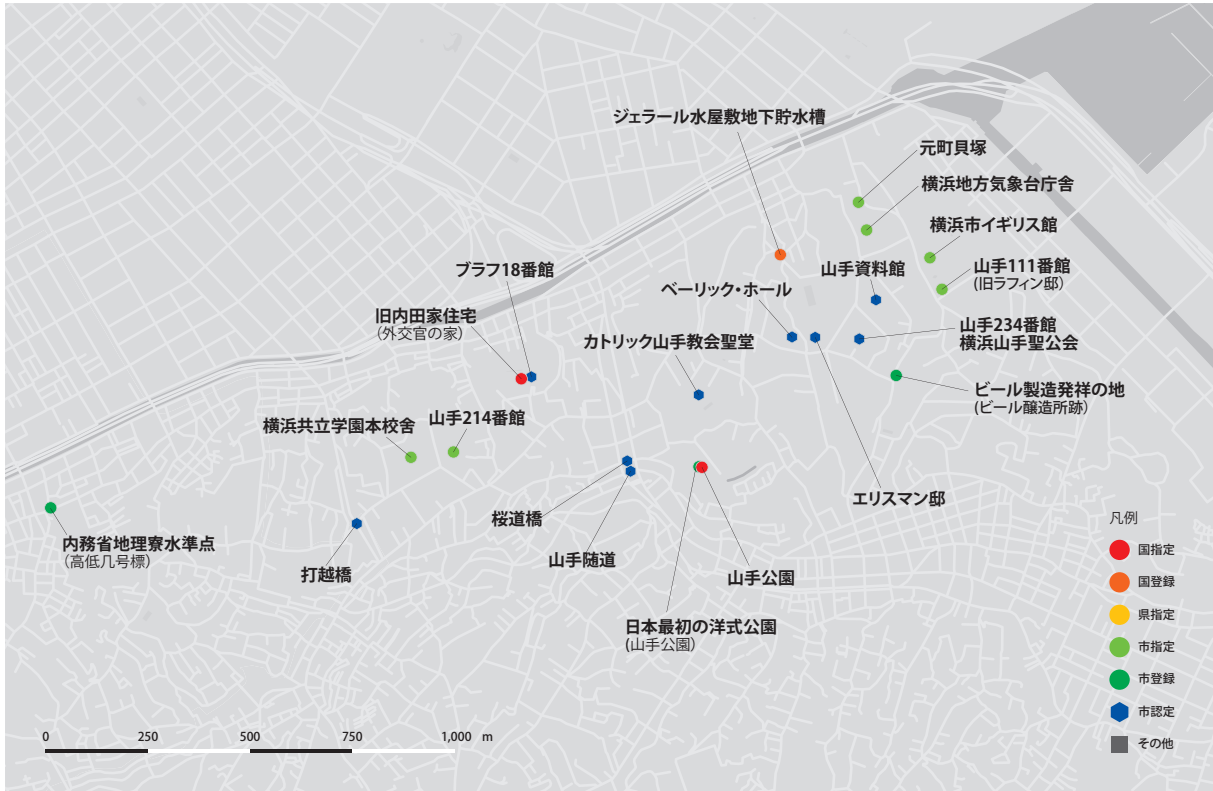 ジェラール水屋敷地下貯水槽
元町貝塚
横浜地方気象台庁舎
横浜市イギリス館
山手111番館
(旧ラフィン邸)
山手資料館
ブラフ18番館
ベーリック・ホール
旧内田家住宅
(外交官の家)
カトリック山手教会聖堂
山手234番館
横浜山手聖公会
ビール製造発祥の地
(ビール醸造所跡)
横浜共立学園本校舎
山手214番館
エリスマン邸
桜道橋
内務省地理寮水準点
(高低几号標)
打越橋
山手隧道
山手公園
日本最初の洋式公園
(山手公園)
凡例
国指定
国登録
県指定
市指定
市登録
市認定
その他
0 250 500 750 1,000 m